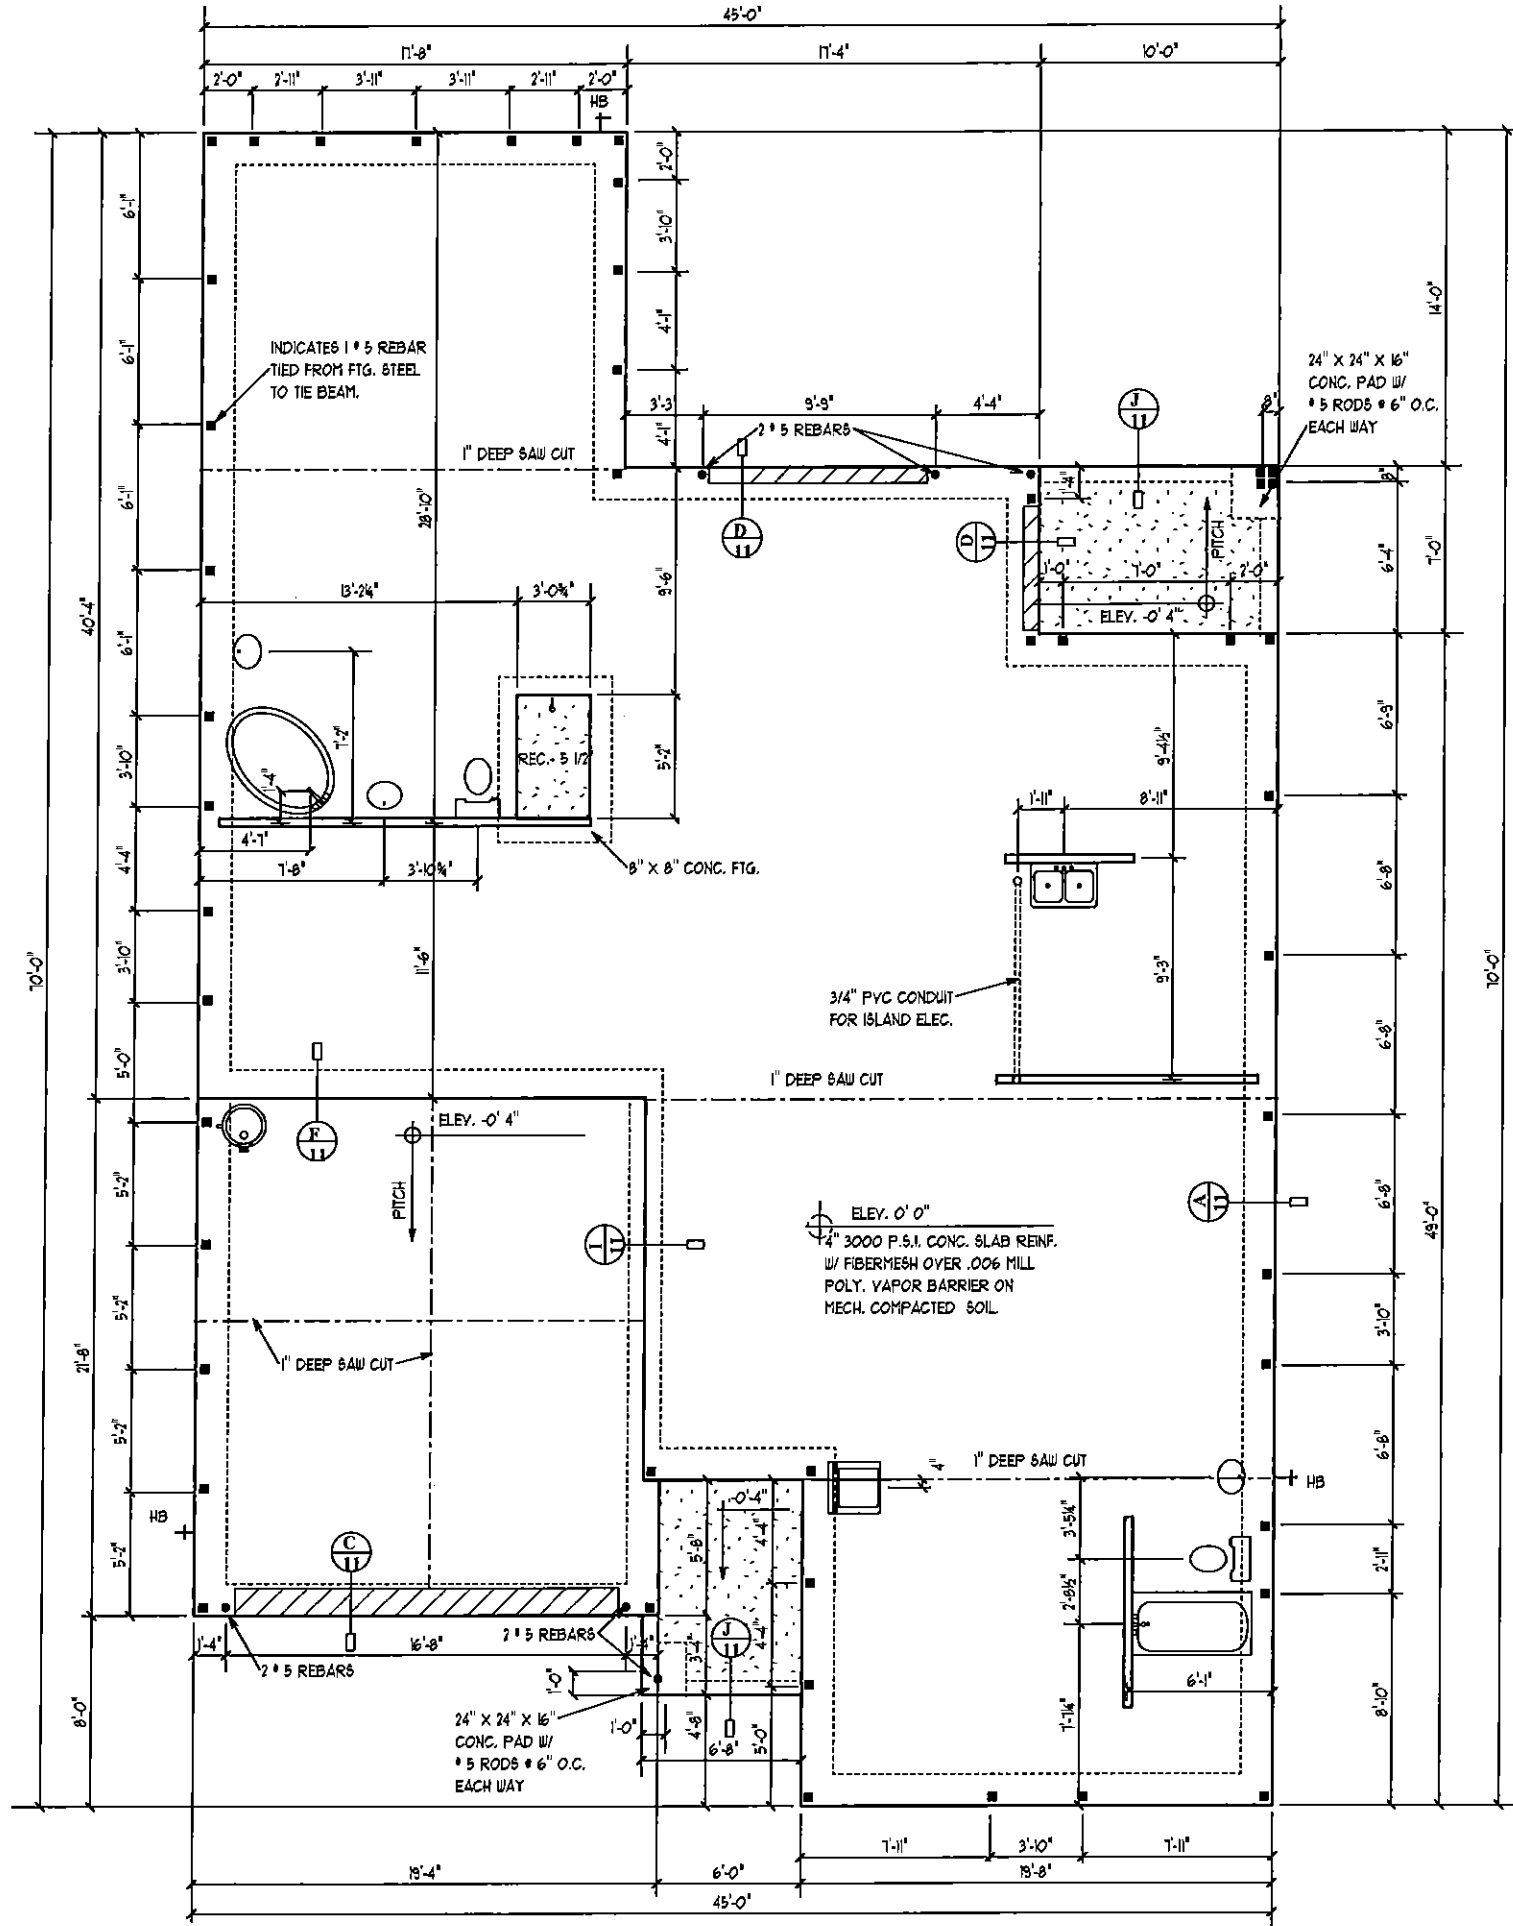 45'-0"
17'-8"
17'-4"
10'-0"
2'-0"
2'-11"
3'-11"
3'-11"
2'-11"
2'-0"
HB
2'-0"
3'-10"
4'-1"
4'-1"
6'-1"
6'-1"
6'-1"
6'-1"
3'-10"
4'-4"
3'-10"
5'-0"
5'-2"
5'-2"
5'-2"
5'-2"
40'-4"
21'-8"
8'-0"
70'-0"
INDICATES 1 # 5 REBAR
TIED FROM FTG. STEEL
TO TIE BEAM.
1" DEEP SAW CUT
28'-10"
3'-3
9'-9"
4'-4"
2 # 5 REBARS
D
11
D
11
J
11
8"
24" X 24" X 16"
CONC. PAD W/
# 5 RODS @ 6" O.C.
EACH WAY
14'-0"
7'-0"
8"
6'-4"
1'-4"
PITCH
1'-0"
7'-0"
2'-0"
ELEV. -0' 4"
13'-2¼"
3'-0¾"
9'-6"
5'-2"
7'-2"
REC.- 5 1/2
1'-4"
4'-7"
7'-8"
3'-10¾"
8" X 8" CONC. FTG.
11'-6"
9'-4½"
1'-11"
8'-11"
9'-3"
3/4" PVC CONDUIT
FOR ISLAND ELEC.
1" DEEP SAW CUT
6'-9"
6'-8"
6'-8"
6'-8"
3'-10"
6'-8"
2'-11"
8'-10"
49'-0"
70'-0"
F
11
ELEV. -0' 4"
PITCH
I
11
A
11
ELEV. 0' 0"
4" 3000 P.S.I. CONC. SLAB REINF.
W/ FIBERMESH OVER .006 MILL
POLY. VAPOR BARRIER ON
MECH. COMPACTED SOIL
1" DEEP SAW CUT
1" DEEP SAW CUT
4"
HB
HB
C
11
-0'-4"
5'-8"
4'-4"
4'-4"
3'-4"
J
11
3'-5¼"
2'-8½"
7'-7¼"
6'-1"
1'-4"
16'-8"
1'-4"
2 # 5 REBARS
2 # 5 REBARS
1'-0"
1'-0"
4'-8"
6'-8"
5'-0"
24" X 24" X 16"
CONC. PAD W/
# 5 RODS @ 6" O.C.
EACH WAY
7'-11"
3'-10"
7'-11"
19'-4"
6'-0"
19'-8"
45'-0"